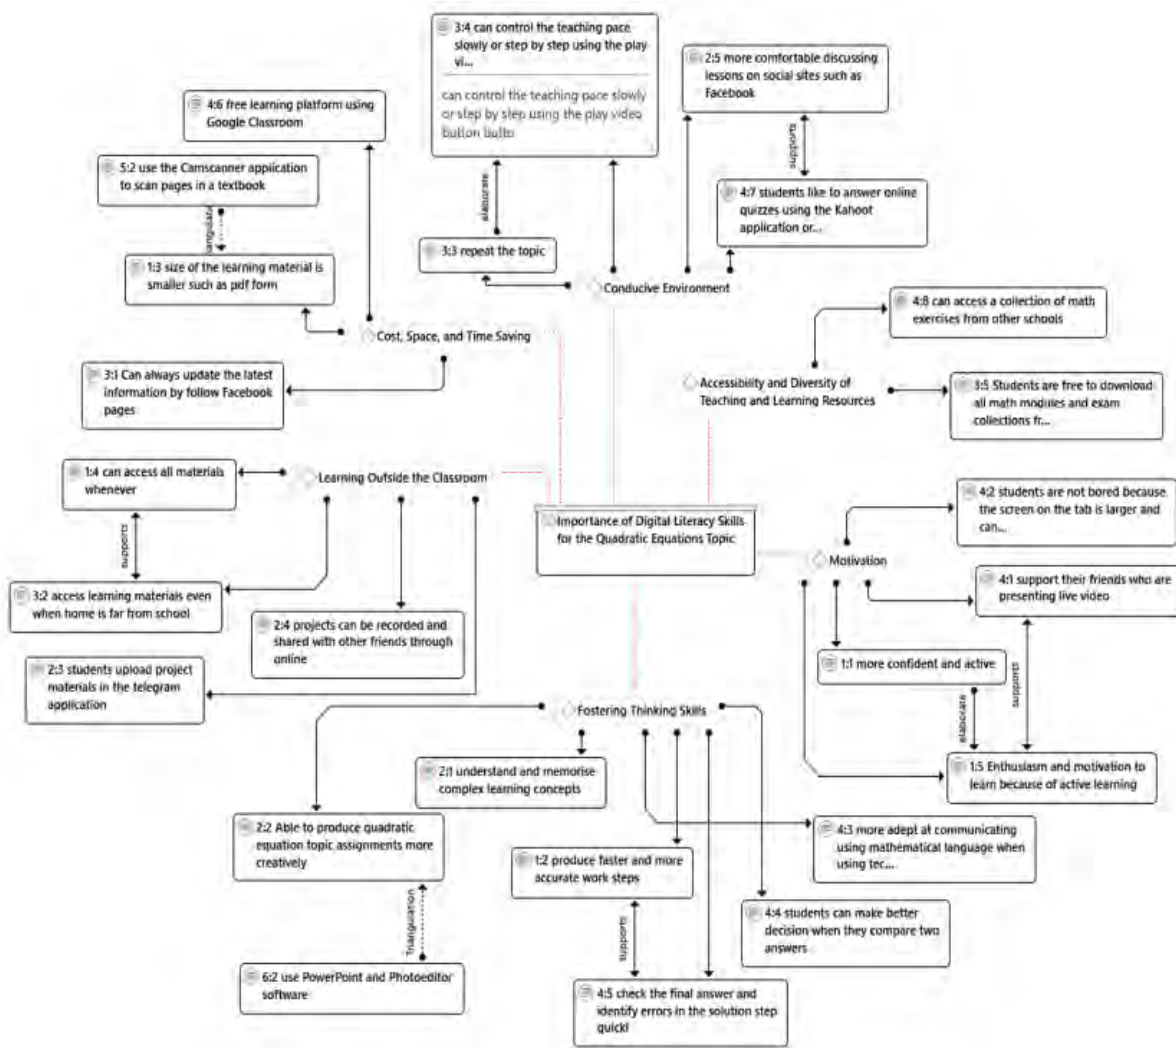 3:4 can control the teaching pace
slowly or step by step using the play
vi...
can control the teaching pace slowly
or step by step using the play video
button butto
2:5 more comfortable discussing
lessons on social sites such as
Facebook
4:6 free learning platform using
Google Classroom
supports
5:2 use the Camscanner application
to scan pages in a textbook
elaborate
4:7 students like to answer online
quizzes using the Kahoot
application or...
angulati
3:3 repeat the topic
1:3 size of the learning material is
smaller such as pdf form
Conducive Environment
4:8 can access a collection of math
exercises from other schools
Cost, Space, and Time Saving
3:1 Can always update the latest
information by follow Facebook
pages
Accessibility and Diversity of
Teaching and Learning Resources
3:5 Students are free to download
all math modules and exam
collections fr...
1:4 can access all materials
whenever
Learning Outside the Classroom
4:2 students are not bored because
the screen on the tab is larger and
can...
supports
Importance of Digital Literacy Skills
for the Quadratic Equations Topic
Motivation
3:2 access learning materials even
when home is far from school
4:1 support their friends who are
presenting live video
2:4 projects can be recorded and
shared with other friends through
online
1:1 more confident and active
2:3 students upload project
materials in the telegram
application
supports
elaborate
Fostering Thinking Skills
2:1 understand and memorise
complex learning concepts
1:5 Enthusiasm and motivation to
learn because of active learning
2:2 Able to produce quadratic
equation topic assignments more
creatively
4:3 more adept at communicating
using mathematical language when
using tec...
1:2 produce faster and more
accurate work steps
Triangulation
4:4 students can make better
decision when they compare two
answers
supports
6:2 use PowerPoint and Photoeditor
software
4:5 check the final answer and
identify errors in the solution step
quickl